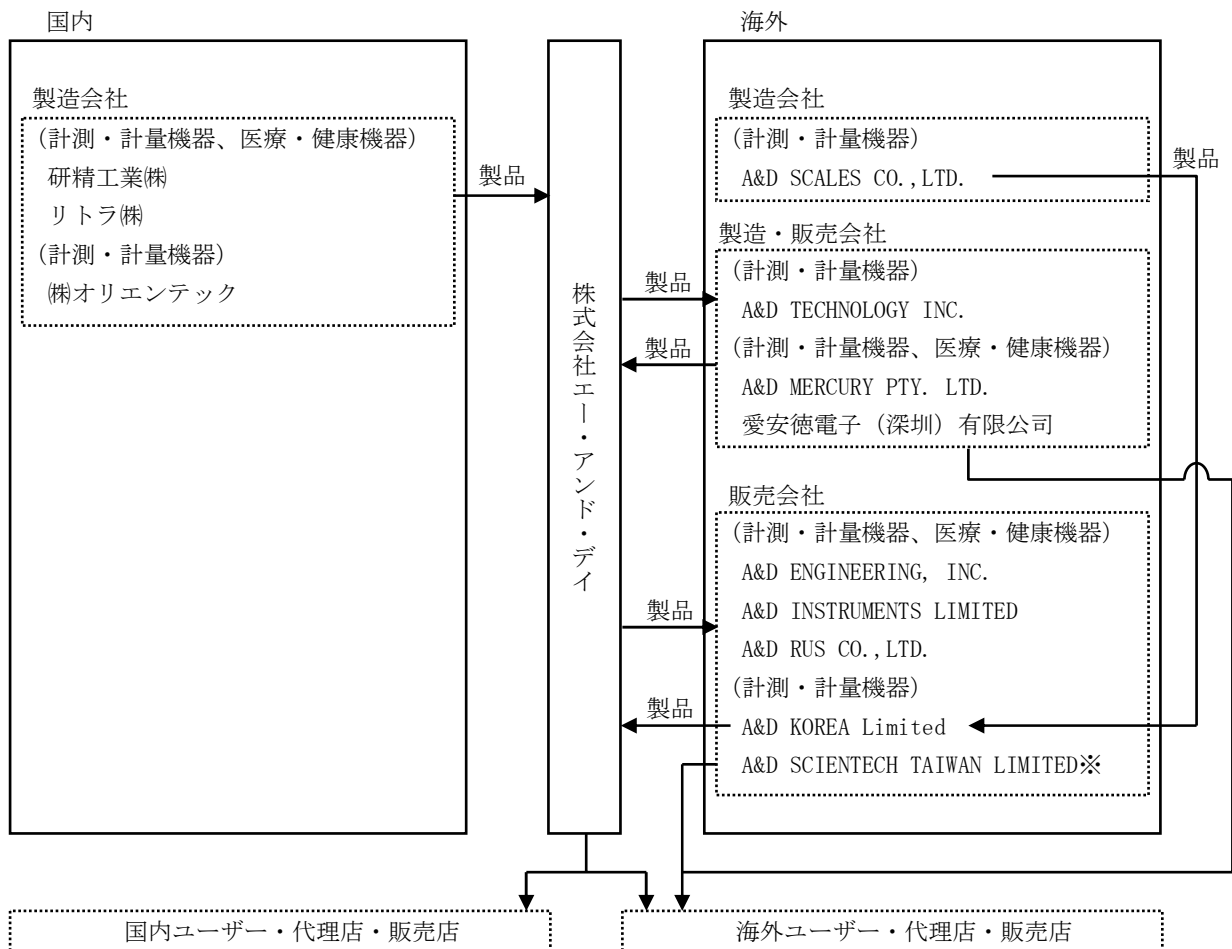 国内
製造会社
(計測・計量機器、医療・健康機器)
研精工業㈱
リトラ㈱
(計測・計量機器)
㈱オリエンテック
製品
株式会社エー・アンド・デイ
製品
製品
製品
製品
海外
製造会社
(計測・計量機器)
A&D SCALES CO.,LTD.
製品
製造・販売会社
(計測・計量機器)
A&D TECHNOLOGY INC.
(計測・計量機器、医療・健康機器)
A&D MERCURY PTY. LTD.
愛安徳電子（深圳）有限公司
販売会社
(計測・計量機器、医療・健康機器)
A&D ENGINEERING, INC.
A&D INSTRUMENTS LIMITED
A&D RUS CO.,LTD.
(計測・計量機器)
A&D KOREA Limited
A&D SCIENTECH TAIWAN LIMITED※
国内ユーザー・代理店・販売店
海外ユーザー・代理店・販売店